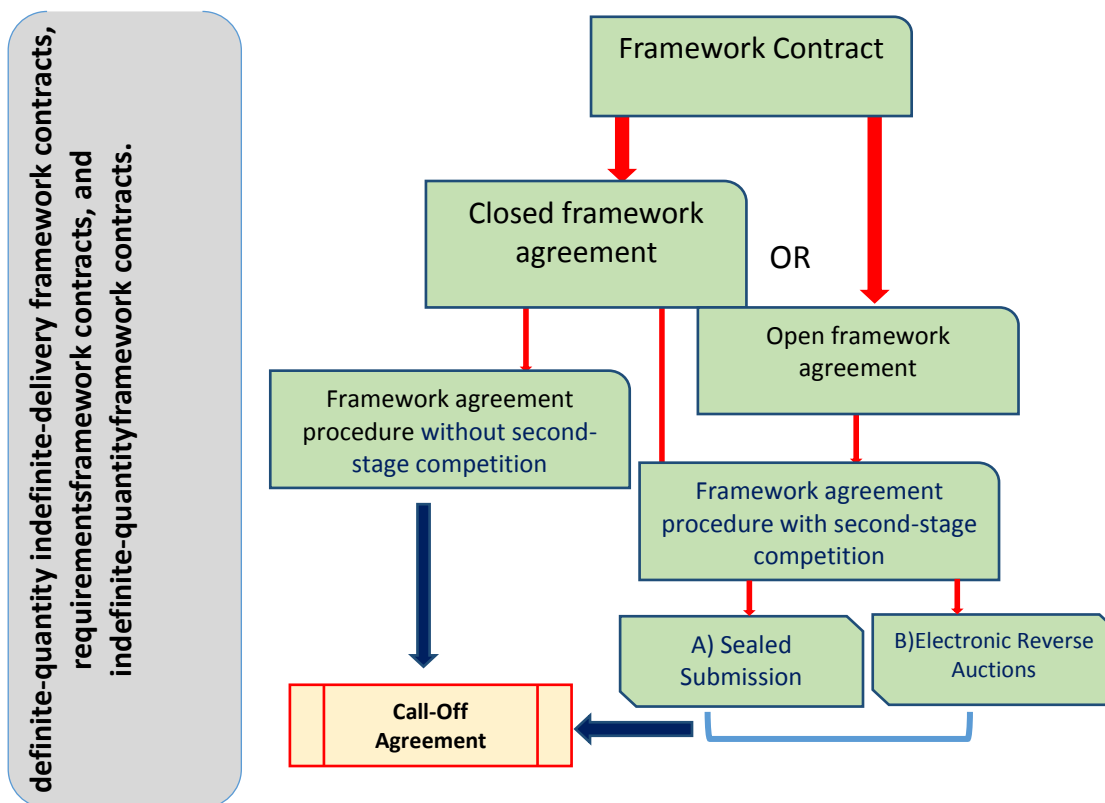 definite-quantity indefinite-delivery framework contracts,
requirementsframework contracts, and
indefinite-quantityframework contracts.
Framework Contract
Closed framework
agreement
OR
Open framework
agreement
Framework agreement
procedure without second-
stage competition
Framework agreement
procedure with second-stage
competition
A) Sealed
Submission
B)Electronic Reverse
Auctions
Call-Off
Agreement